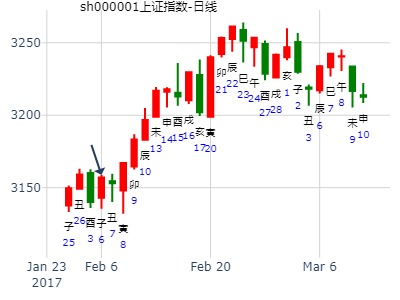 sh000001上证指数-日线
3250
3200
3150
子
25
丑
26
酉
3
子
6
丑
7
寅
8
卯
9
辰
10
未
13
申
14
酉
15
戌
16
亥
17
寅
20
卯
21
辰
22
巳
23
午
24
酉
27
戌
28
亥
1
子
2
丑
3
辰
6
巳
7
午
8
未
9
申
10
Jan 23
2017
Feb 6
Feb 20
Mar 6